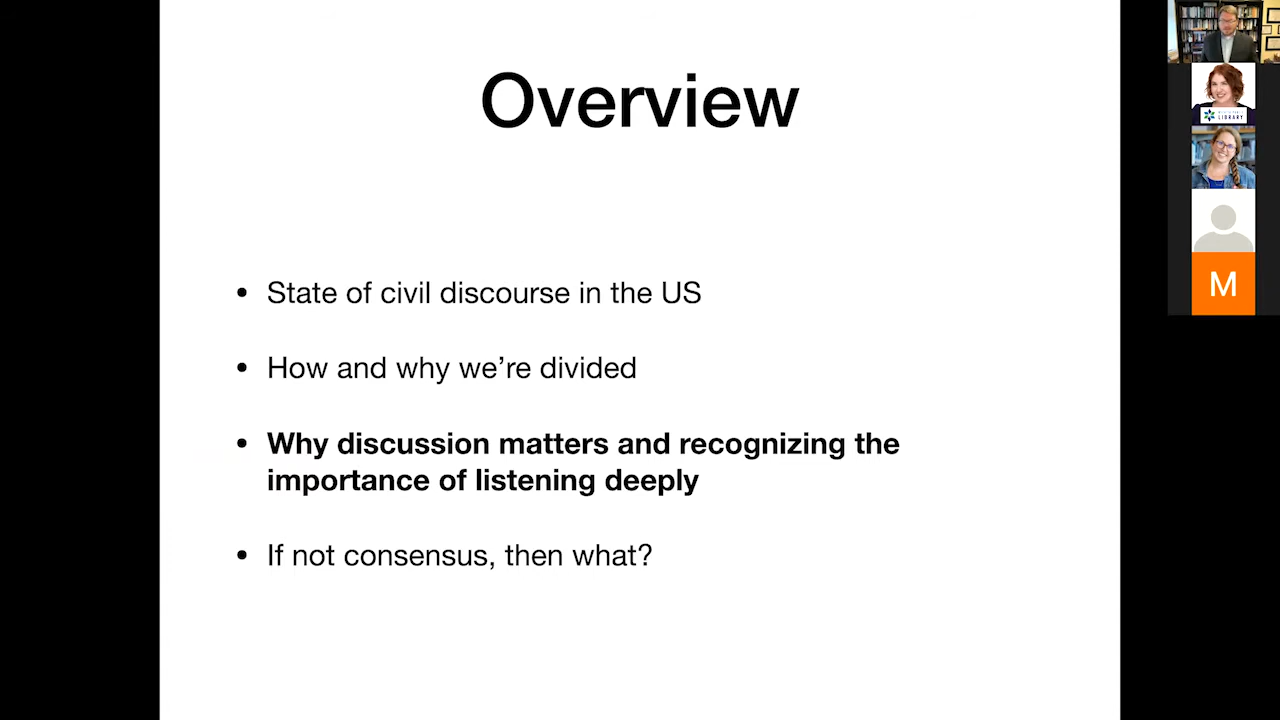 Overview
• State of civil discourse in the US
• How and why we’re divided
• Why discussion matters and recognizing the
importance of listening deeply
• If not consensus, then what?
LIBRARY
M